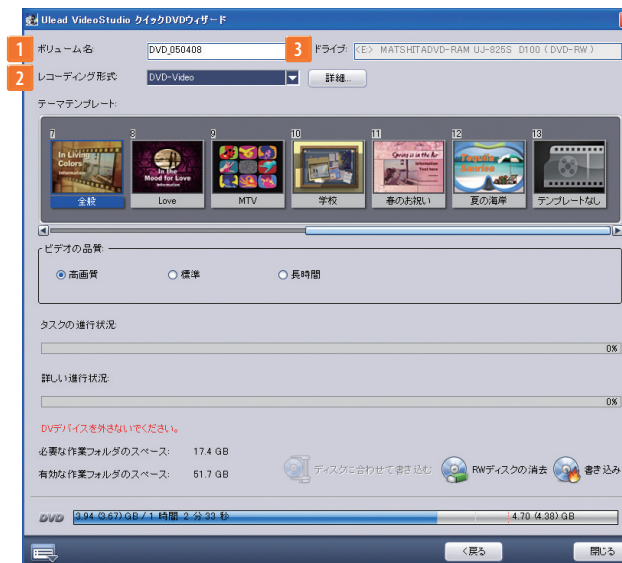 Ulead VideoStudio クイックDVDウィザード
1 ボリューム名: DVD_050408 3 ドライブ: <E> MATSHITADVD-RAM UJ-825S D100 (DVD-RW)
2 レコーディング形式: DVD-Video 詳細...
テーマテンプレート:
7 8 9 10 11 12 13
In Living Colors
In the Mood for Love
Spring is in the Air
全般 Love MTV 学校 春のお祝い 夏の海岸 テンプレートなし
ビデオの品質:
高画質 標準 長時間
タスクの進行状況:
0%
詳しい進行状況:
0%
DVデバイスを外さないでください。
必要な作業フォルダのスペース: 17.4 GB
有効な作業フォルダのスペース: 51.7 GB
ディスクに合わせて書き込む RWディスクの消去 書き込み
DVD 3.94 (3.67) GB / 1 時間 2 分 33 秒 4.70 (4.38) GB
<戻る 閉じる